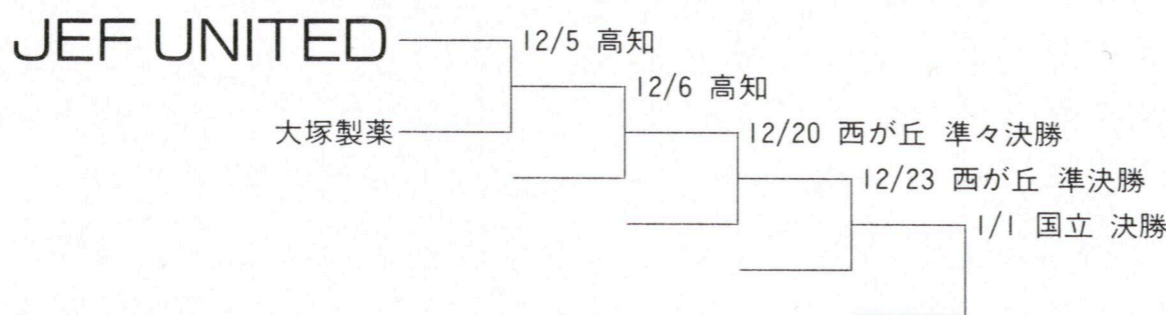 JEF UNITED
12/5 高知
12/6 高知
大塚製薬
12/20 西が丘 準々決勝
12/23 西が丘 準決勝
1/1 国立 決勝